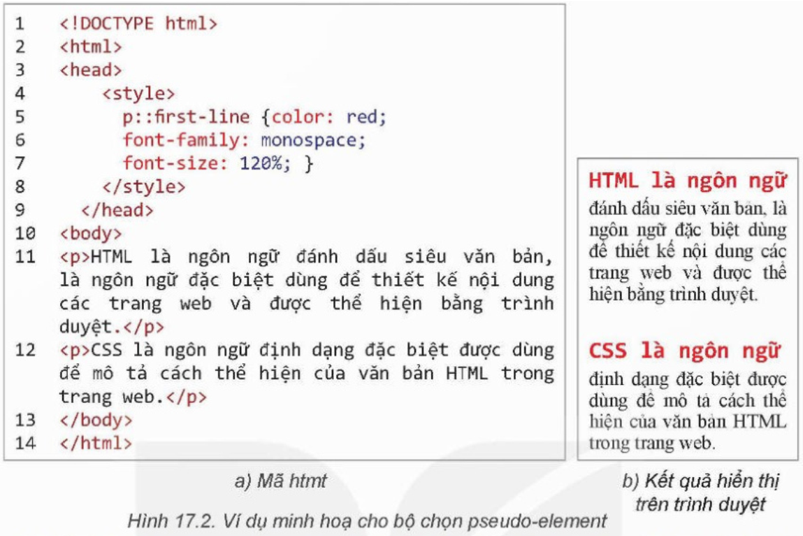 1 <!DOCTYPE html>
2 <html>
3 <head>
4 <style>
5 p::first-line {color: red;
6 font-family: monospace;
7 font-size: 120%; }
8 </style>
9 </head>
10 <body>
11 <p>HTML là ngôn ngữ đánh dấu siêu văn bản,
là ngôn ngữ đặc biệt dùng để thiết kế nội dung
các trang web và được thể hiện bằng trình
duyệt.</p>
12 <p>CSS là ngôn ngữ định dạng đặc biệt được dùng
để mô tả cách thể hiện của văn bản HTML trong
trang web.</p>
13 </body>
14 </html>
a) Mã htmt
HTML là ngôn ngữ
đánh dấu siêu văn bản, là
ngôn ngữ đặc biệt dùng
để thiết kế nội dung các
trang web và được thể
hiện bằng trình duyệt.
CSS là ngôn ngữ
định dạng đặc biệt được
dùng để mô tả cách thể
hiện của văn bản HTML
trong trang web.
b) Kết quả hiển thị
trên trình duyệt
Hình 17.2. Ví dụ minh hoạ cho bộ chọn pseudo-element